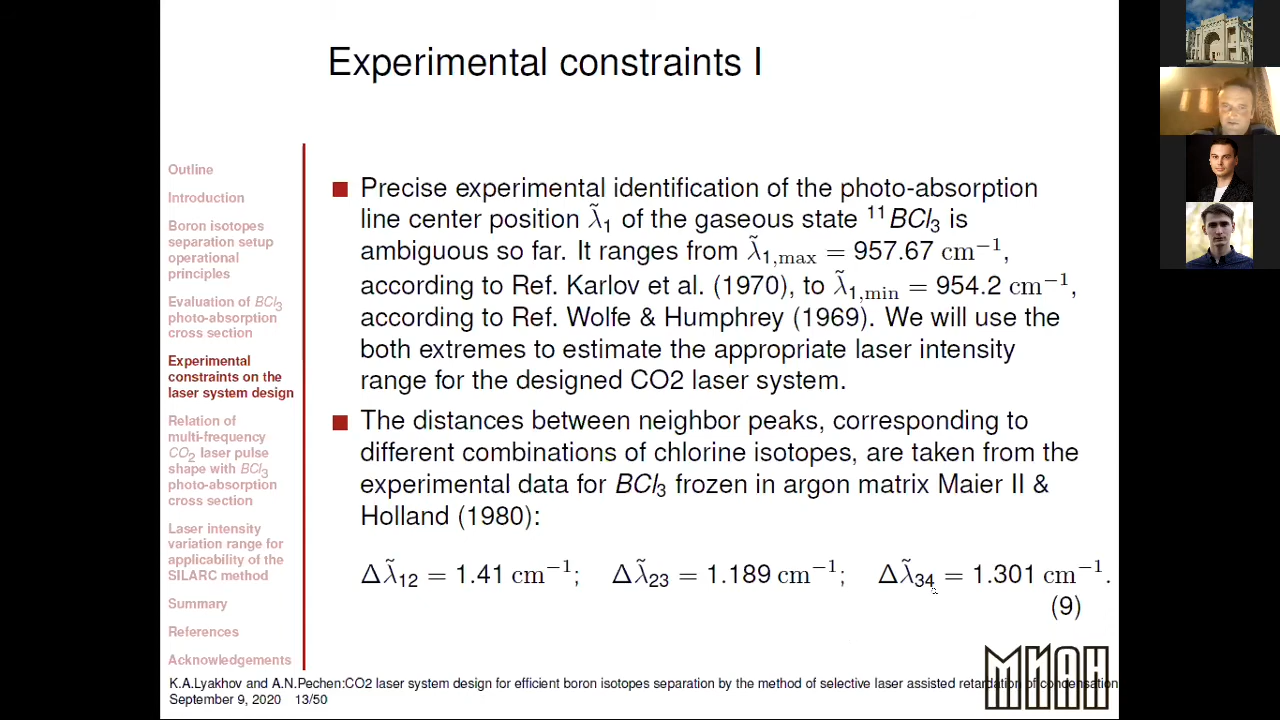 Experimental constraints I
Outline
Introduction
Boron isotopes
separation setup
operational
principles
Evaluation of BCl₃
photo-absorption
cross section
Experimental
constraints on the
laser system design
Relation of
multi-frequency
CO₂ laser pulse
shape with BCl₃
photo-absorption
cross section
Laser intensity
variation range for
applicability of the
SILARC method
Summary
References
Acknowledgements
Precise experimental identification of the photo-absorption
line center position λ̃₁ of the gaseous state ¹¹BCl₃ is
ambiguous so far. It ranges from λ̃₁,max = 957.67 cm⁻¹,
according to Ref. Karlov et al. (1970), to λ̃₁,min = 954.2 cm⁻¹,
according to Ref. Wolfe & Humphrey (1969). We will use the
both extremes to estimate the appropriate laser intensity
range for the designed CO2 laser system.
The distances between neighbor peaks, corresponding to
different combinations of chlorine isotopes, are taken from the
experimental data for BCl₃ frozen in argon matrix Maier II &
Holland (1980):
Δλ̃₁₂ = 1.41 cm⁻¹; Δλ̃₂₃ = 1.189 cm⁻¹; Δλ̃₃₄ = 1.301 cm⁻¹.
(9)
МИАН
K.A.Lyakhov and A.N.Pechen:CO2 laser system design for efficient boron isotopes separation by the method of selective laser assisted retardation of condensation
September 9, 2020 13/50